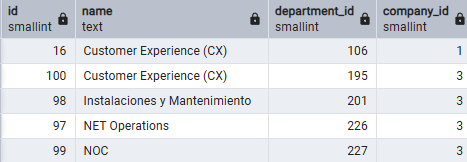 id name department_id company_id
smallint text smallint smallint
16 Customer Experience (CX) 106 1
100 Customer Experience (CX) 195 3
98 Instalaciones y Mantenimiento 201 3
97 NET Operations 226 3
99 NOC 227 3